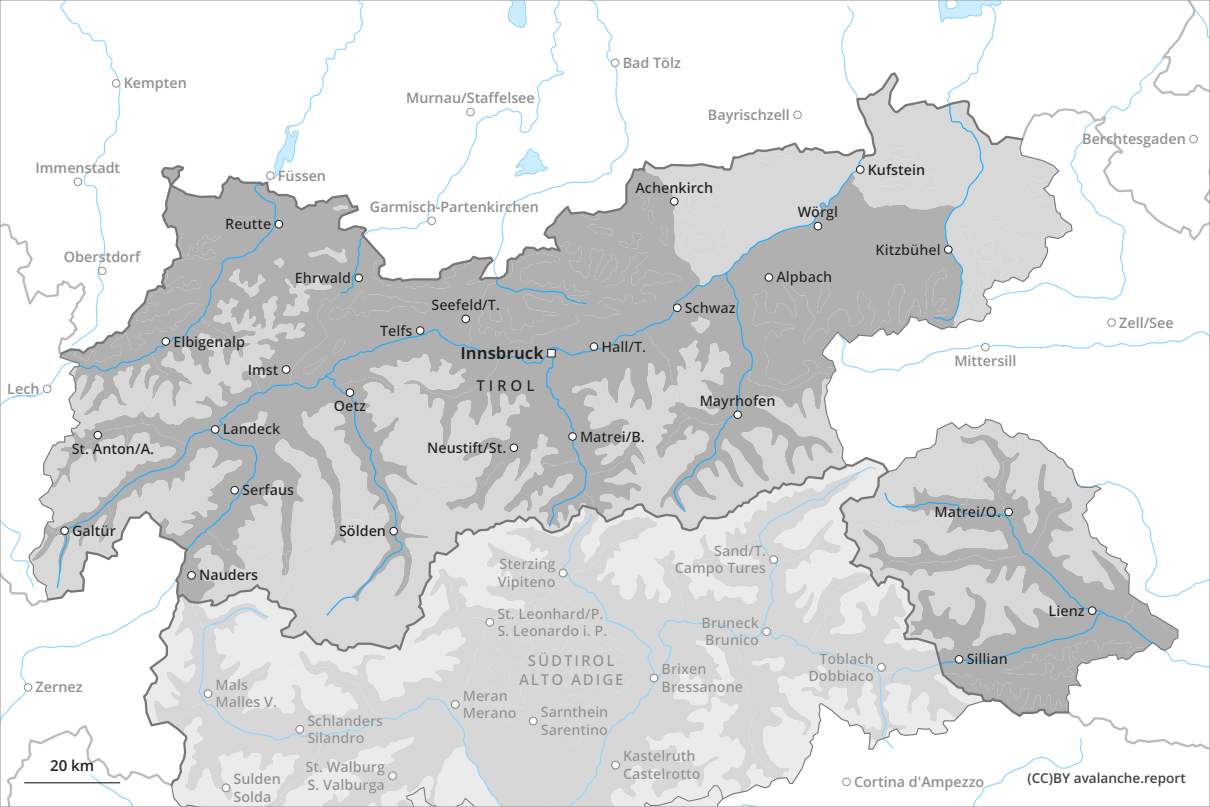 Bad Tölz
Kempten
Murnau/Staffelsee
Bayrischzell
Berchtesgaden
Immenstadt
Füssen
Kufstein
Achenkirch
Garmisch-Partenkirchen
Wörgl
Reutte
Kitzbühel
Oberstdorf
Ehrwald
Alpbach
Seefeld/T.
Schwaz
Zell/See
Telfs
Elbigenalp
Innsbruck
Hall/T.
Mittersill
Imst
TIROL
Lech
Oetz
Mayrhofen
Landeck
Matrei/B.
St. Anton/A.
Neustift/St.
Serfaus
Matrei/O.
Galtür
Sölden
Sand/T.
Campo Tures
Sterzing
Vipiteno
Nauders
Lienz
St. Leonhard/P.
S. Leonardo i. P.
Bruneck
Brunico
SÜDTIROL
ALTO ADIGE
Toblach
Dobbiaco
Sillian
Brixen
Bressanone
Zernez
Mals
Malles V.
Meran
Merano
Sarnthein
Sarentino
Schlanders
Silandro
Kastelruth
Castelrotto
20 km
St. Walburg
S. Valburga
Sulden
Solda
Cortina d'Ampezzo
(CC)BY avalanche.report